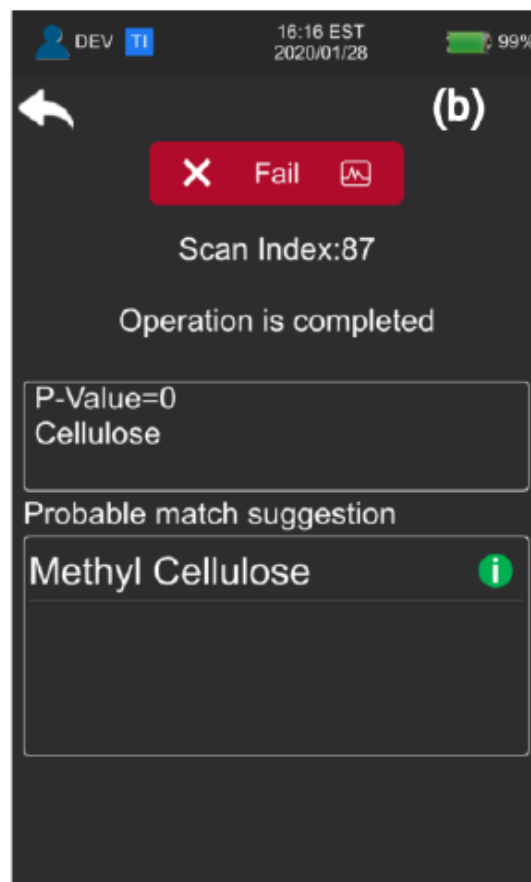 DEV TI 16:16 EST 99%
2020/01/28
(b)
Fail
Scan Index:87
Operation is completed
P-Value=0
Cellulose
Probable match suggestion
Methyl Cellulose i